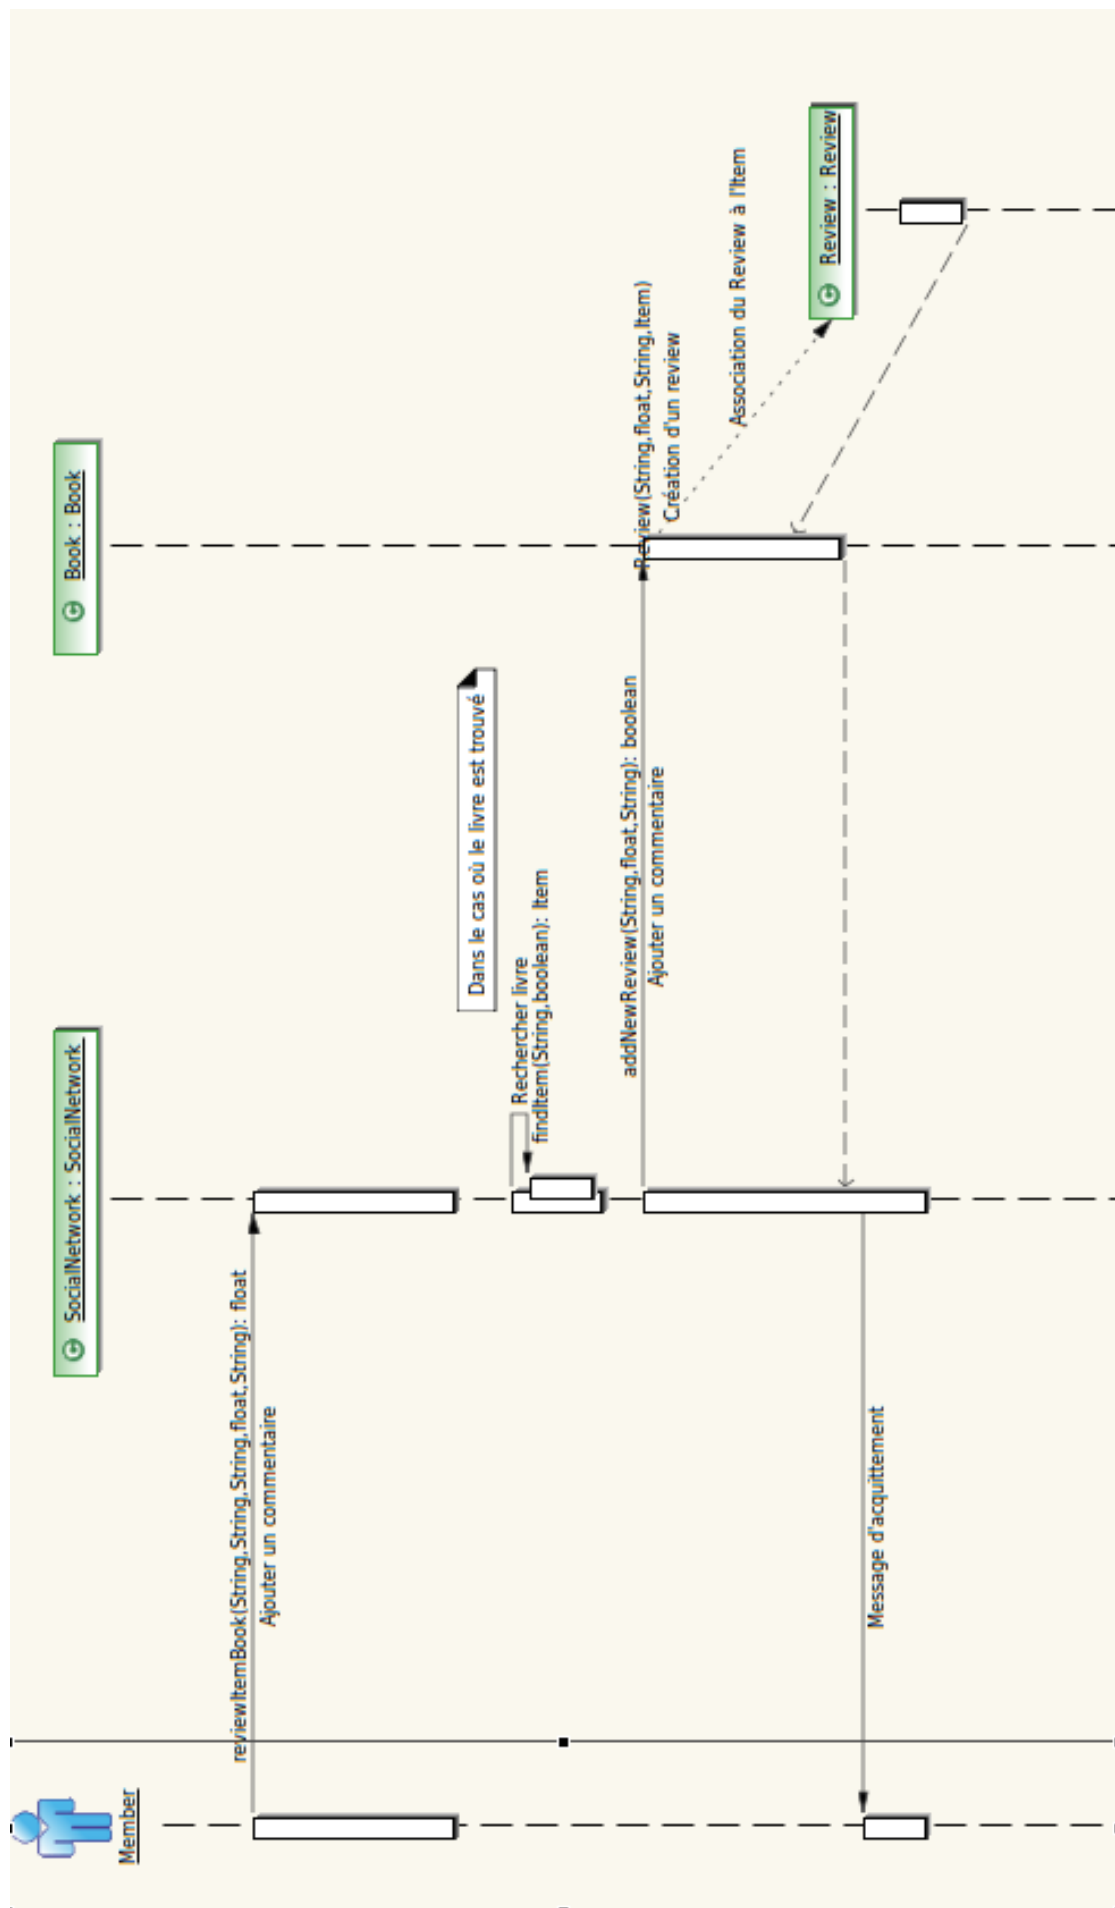 Member
SocialNetwork : SocialNetwork
Book : Book
reviewItemBook(String,String,String,float,String): float
Ajouter un commentaire
Dans le cas où le livre est trouvé
Rechercher livre
findItem(String,boolean): Item
addNewReview(String,float,String): boolean
Ajouter un commentaire
Review(String,float,String,Item)
Création d'un review
Association du Review à l'Item
Review : Review
Message d'acquittement